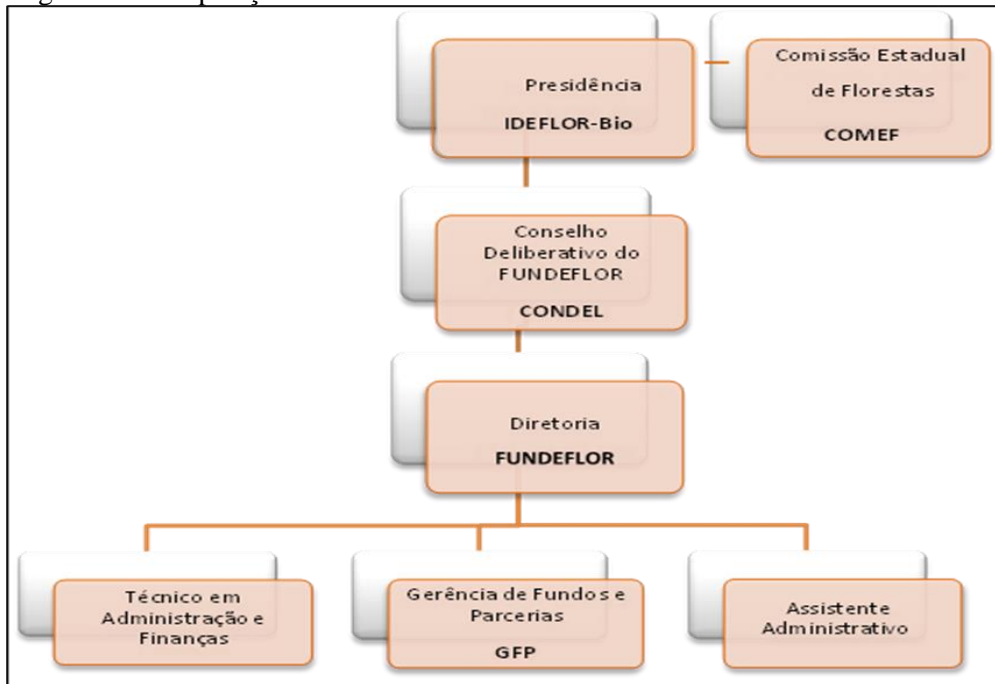 Presidência
IDEFLOR-Bio
Comissão Estadual
de Florestas
COMEF
Conselho
Deliberativo do
FUNDEFLOR
CONDEL
Diretoria
FUNDEFLOR
Técnico em
Administração e
Finanças
Gerência de Fundos e
Parcerias
GFP
Assistente
Administrativo